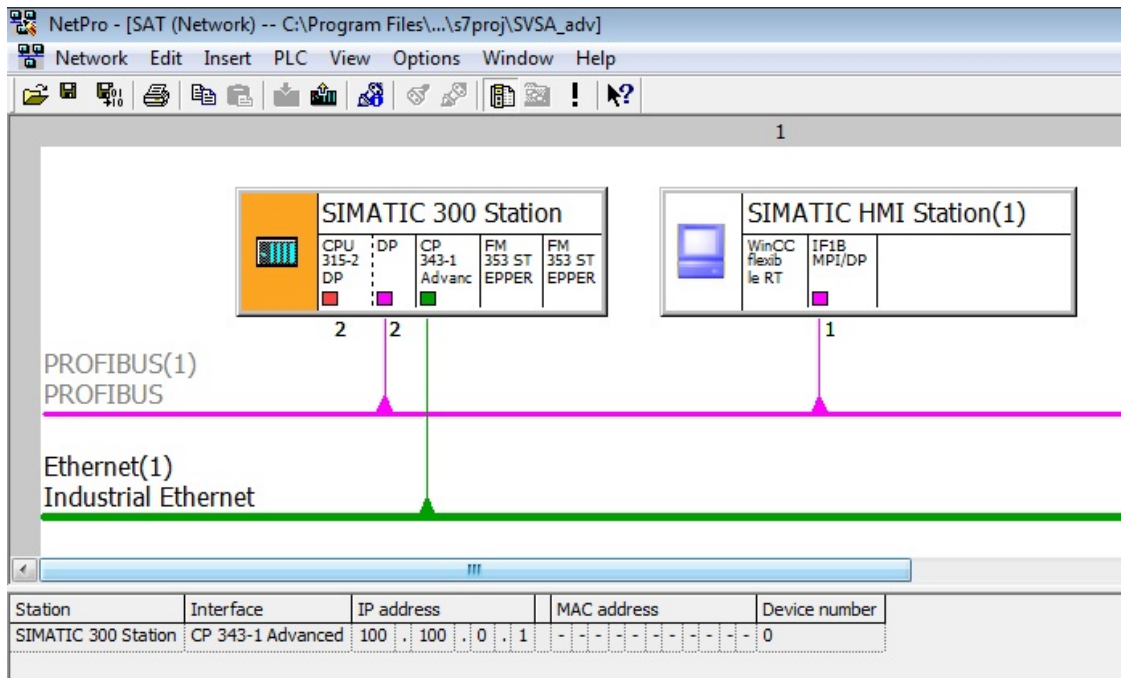 NetPro - [SAT (Network) -- C:\Program Files\...\s7proj\SVSA_adv]
Network Edit Insert PLC View Options Window Help
1
SIMATIC 300 Station
CPU
315-2
DP
DP
CP
343-1
Advanc
FM
353 ST
EPPER
FM
353 ST
EPPER
2
2
SIMATIC HMI Station(1)
WinCC
flexib
le RT
IF1B
MPI/DP
1
PROFIBUS(1)
PROFIBUS
Ethernet(1)
Industrial Ethernet
Station Interface IP address MAC address Device number
SIMATIC 300 Station CP 343-1 Advanced 100 . 100 . 0 . 1 - - - - - - - - - - - 0